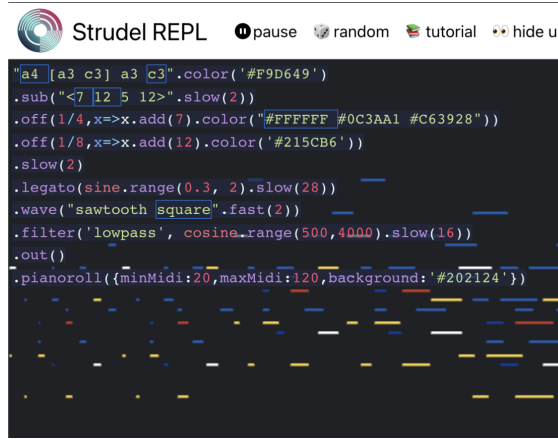 Strudel REPL pause random tutorial hide u
"a4 [a3 c3] a3 c3".color('#F9D649')
.sub("<7 12 5 12>".slow(2))
.off(1/4,x=>x.add(7).color("#FFFFFF #0C3AA1 #C63928"))
.off(1/8,x=>x.add(12).color('#215CB6'))
.slow(2)
.legato(sine.range(0.3, 2).slow(28))
.wave("sawtooth square".fast(2))
.filter('lowpass', cosine.range(500,4000).slow(16))
.out()
.pianoroll({minMidi:20,maxMidi:120,background:'#202124'})